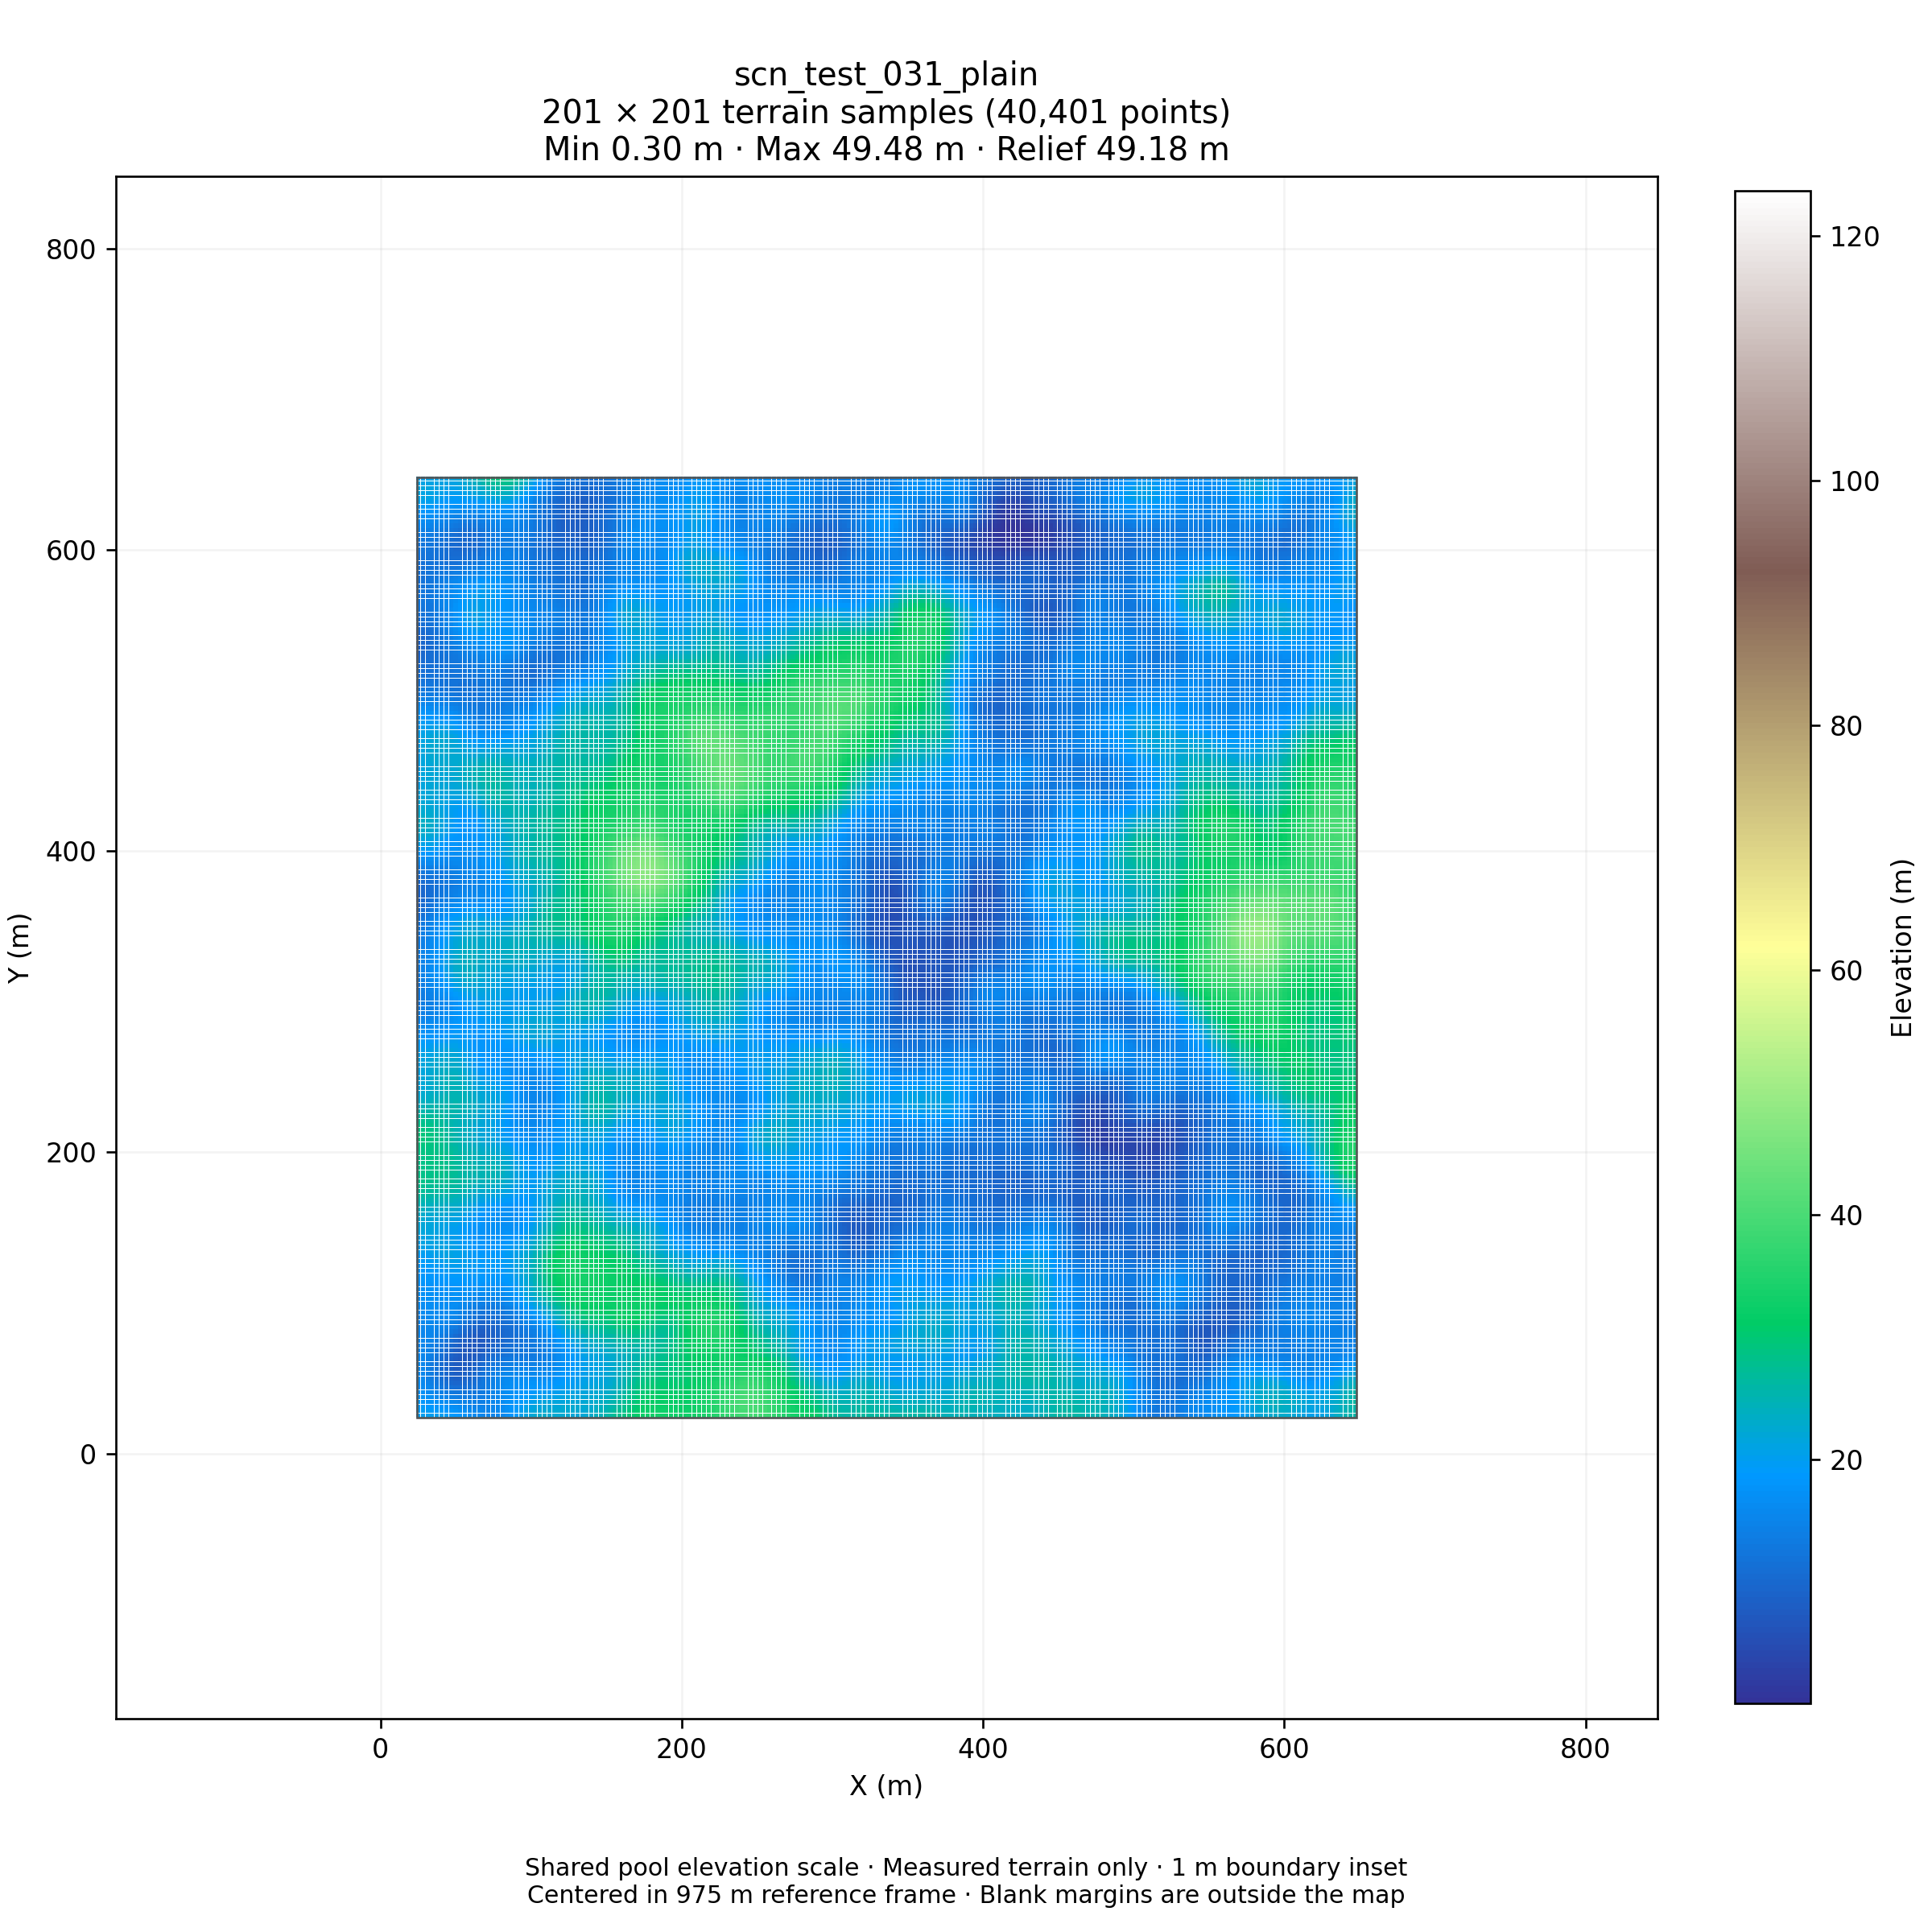 scn_test_031_plain
201 × 201 terrain samples (40,401 points)
Min 0.30 m · Max 49.48 m · Relief 49.18 m
800
600
400
200
0
Y (m)
0
200
400
600
800
X (m)
120
100
80
60
40
20
Elevation (m)
Shared pool elevation scale · Measured terrain only · 1 m boundary inset
Centered in 975 m reference frame · Blank margins are outside the map